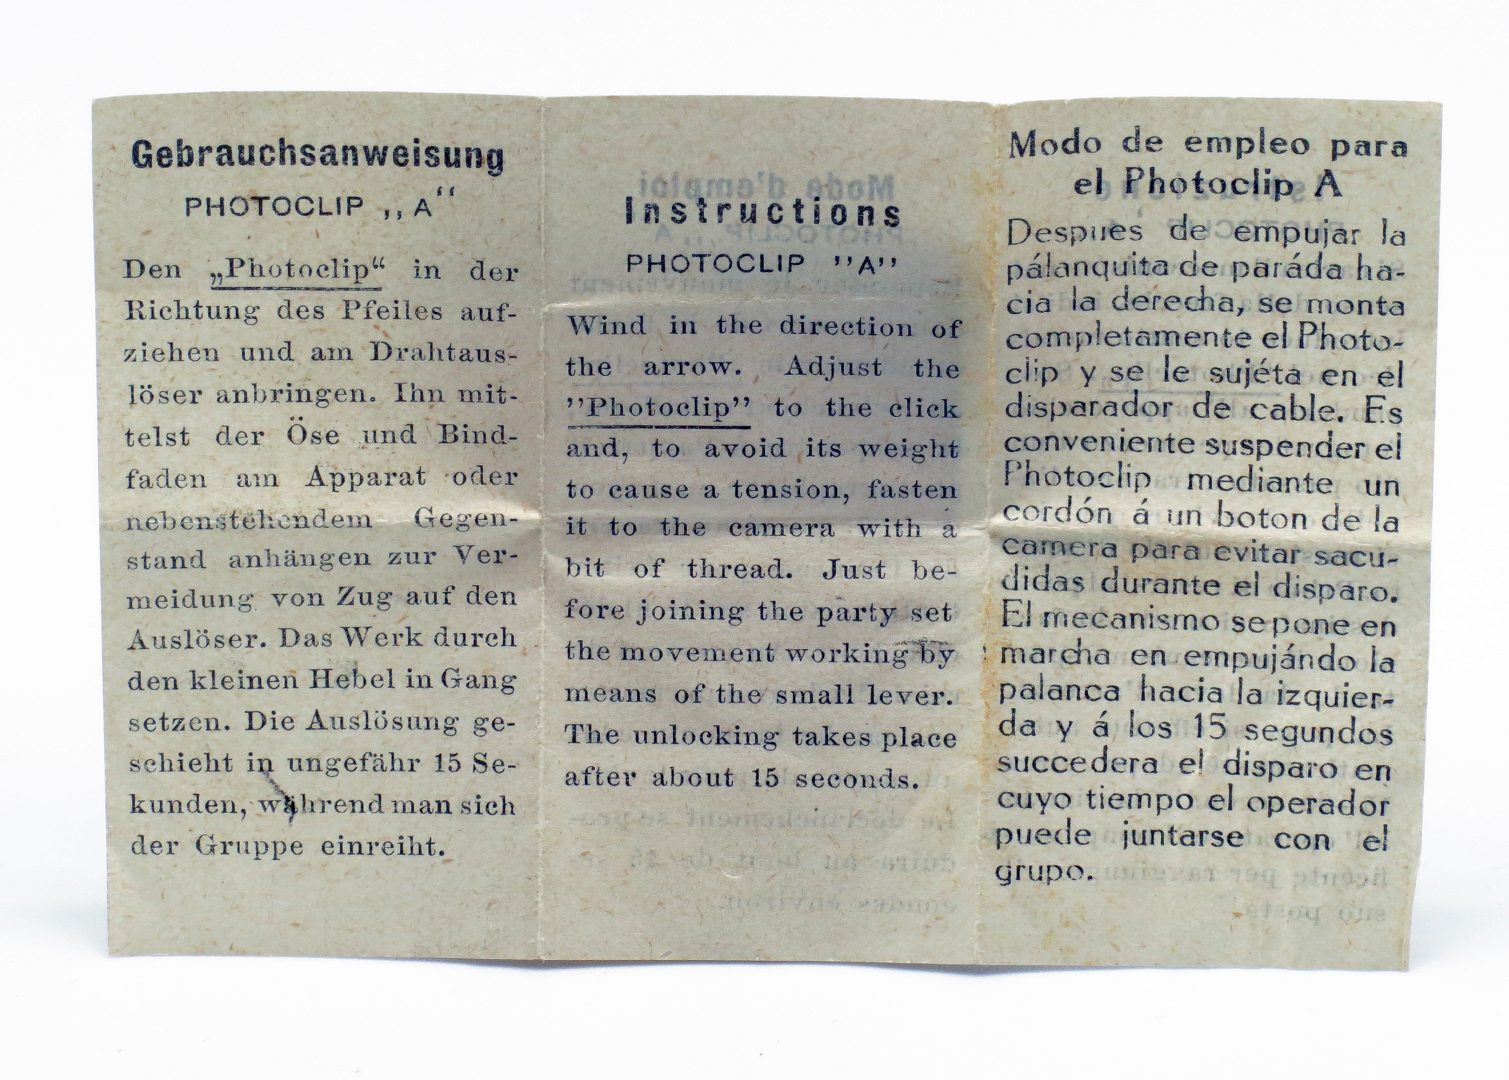 Gebrauchsanweisung
PHOTOCLIP „A“
Den „Photoclip“ in der
Richtung des Pfeiles auf-
ziehen und am Drahtaus-
löser anbringen. Ihn mit-
telst der Öse und Bind-
faden am Apparat oder
nebenstehendem Gegen-
stand anhängen zur Ver-
meidung von Zug auf den
Auslöser. Das Werk durch
den kleinen Hebel in Gang
setzen. Die Auslösung ge-
schieht in ungefähr 15 Se-
kunden, während man sich
der Gruppe einreiht.
Instructions
PHOTOCLIP ''A''
Wind in the direction of
the arrow. Adjust the
”Photoclip” to the click
and, to avoid its weight
to cause a tension, fasten
it to the camera with a
bit of thread. Just be-
fore joining the party set
the movement working by
means of the small lever.
The unlocking takes place
after about 15 seconds.
Modo de empleo para
el Photoclip A
Despues de empujar la
pálanquita de paráda ha-
cia la derecha, se monta
completamente el Photo-
clip y se le sujéta en el
disparador de cable. Es
conveniente suspender el
Photoclip mediante un
cordón á un boton de la
camera para evitar sacu-
didas durante el disparo.
El mecanismo se pone en
marcha en empujándo la
palanca hacia la izquier-
da y á los 15 segundos
succedera el disparo en
cuyo tiempo el operador
puede juntarse con el
grupo.